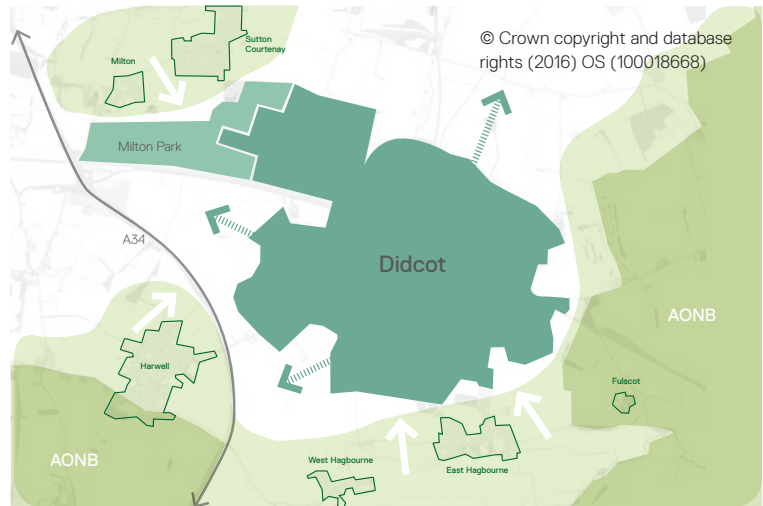 © Crown copyright and database
rights (2016) OS (100018668)
Sutton
Courtenay
Milton
Milton Park
A34
Didcot
AONB
Harwell
Fulscot
AONB
West Hagbourne
East Hagbourne